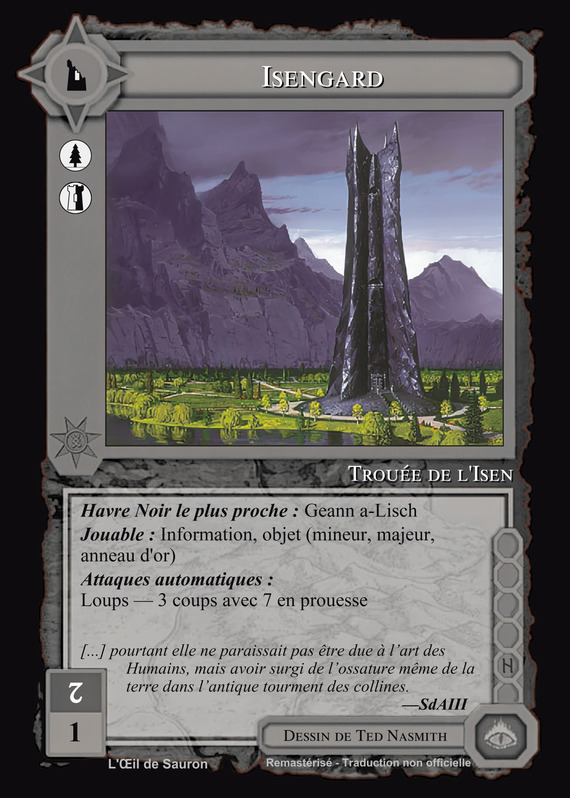 Isengard
Trouée de l'Isen
Havre Noir le plus proche : Geann a-Lisch
Jouable : Information, objet (mineur, majeur,
anneau d'or)
Attaques automatiques :
Loups — 3 coups avec 7 en prouesse
[...] pourtant elle ne paraissait pas être due à l'art des
Humains, mais avoir surgi de l'ossature même de la
terre dans l'antique tourment des collines.
—SdAIII
2
1
Dessin de Ted Nasmith
L'Œil de Sauron
Remastérisé - Traduction non officielle